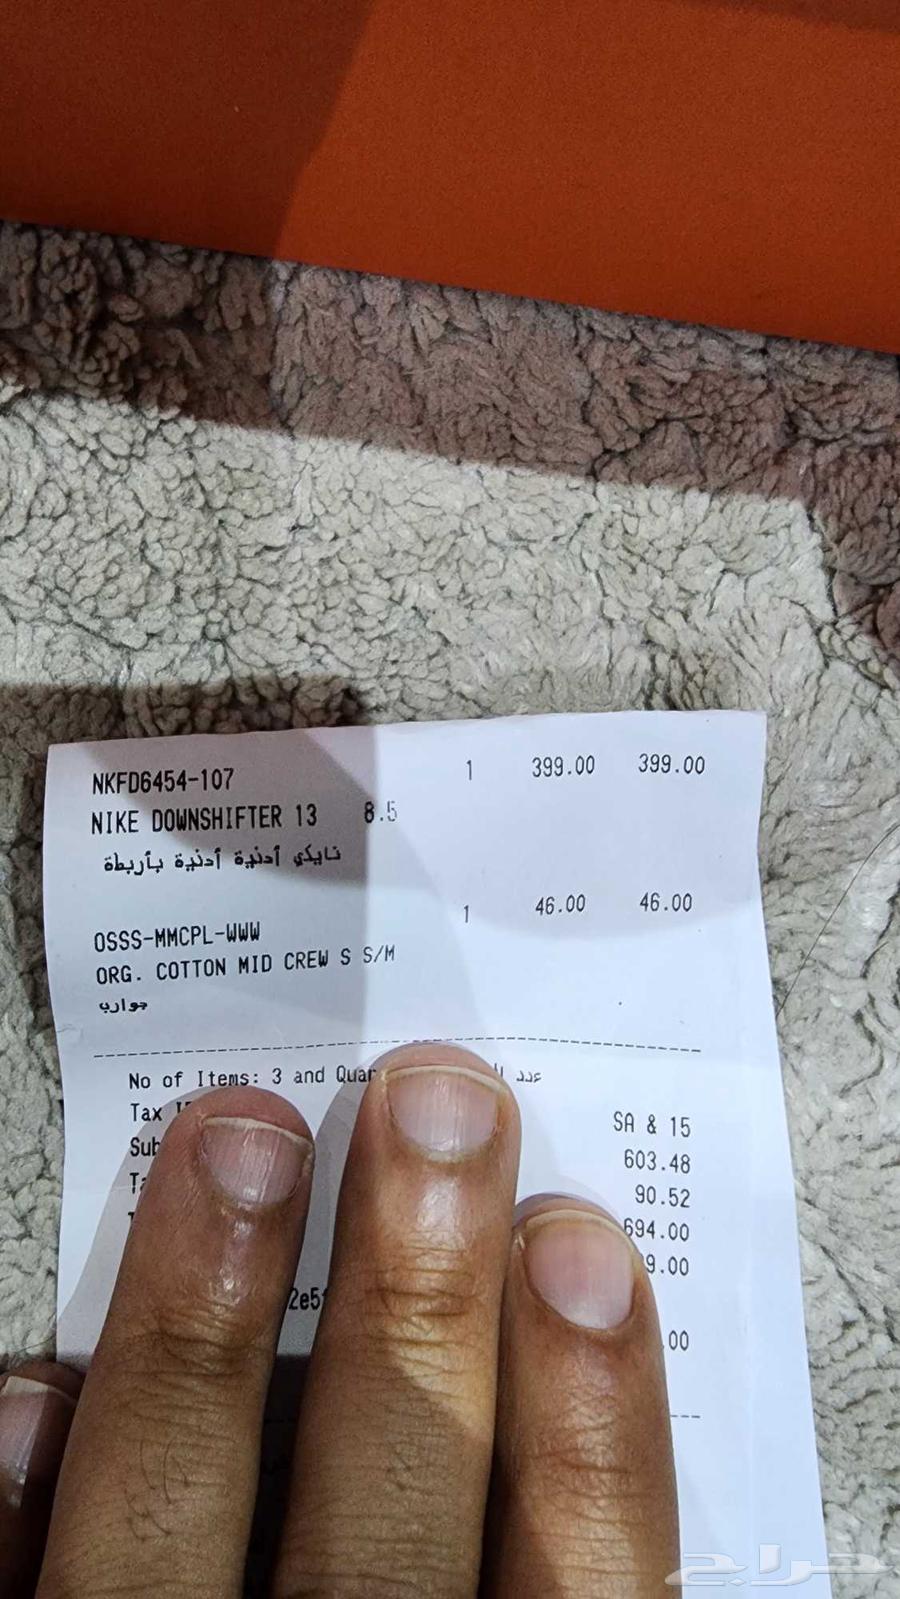 NKFD6454-107 1 399.00 399.00
NIKE DOWNSHIFTER 13 8.5
نايكي أحذية أحذية بأربطة
OSSS-MMCPL-WWW 1 46.00 46.00
ORG. COTTON MID CREW S S/M
جوارب
No of Items: 3 and عدد
Tax SA & 15
603.48
90.52
694.00
حراج